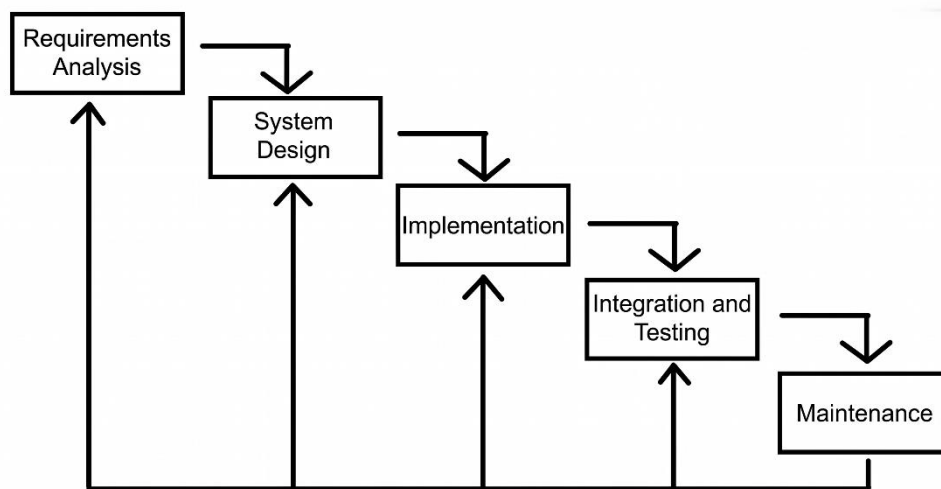 Requirements
Analysis
System
Design
Implementation
Integration and
Testing
Maintenance